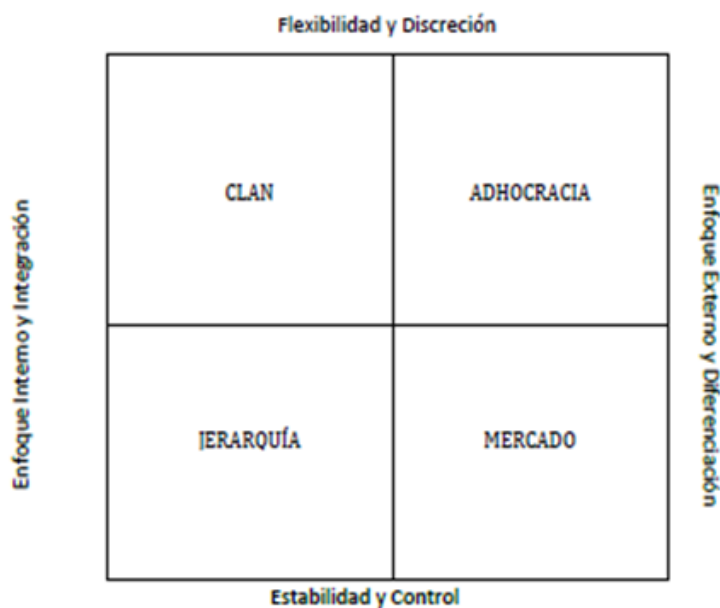 Flexibilidad y Discreción
Enfoque Interno y Integración
CLAN
ADHOCRACIA
Enfoque Externo y Diferenciación
JERARQUÍA
MERCADO
Estabilidad y Control